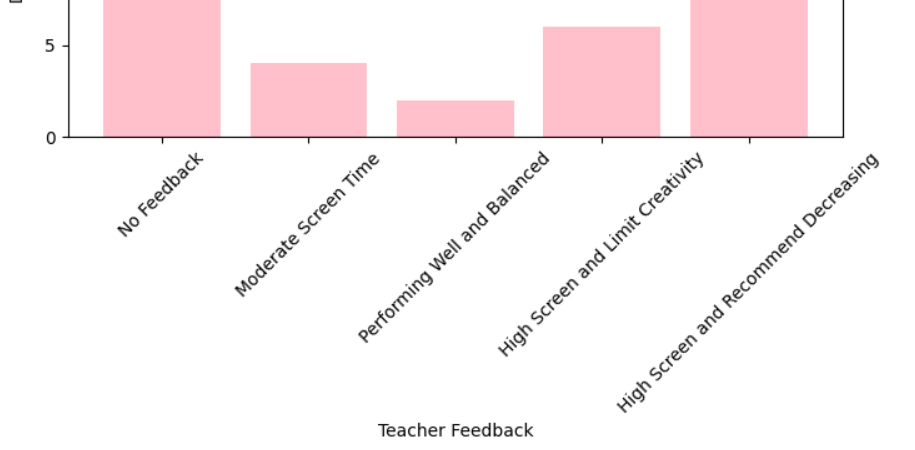 5
0
No Feedback
Moderate Screen Time
Performing Well and Balanced
High Screen and Limit Creativity
High Screen and Recommend Decreasing
Teacher Feedback